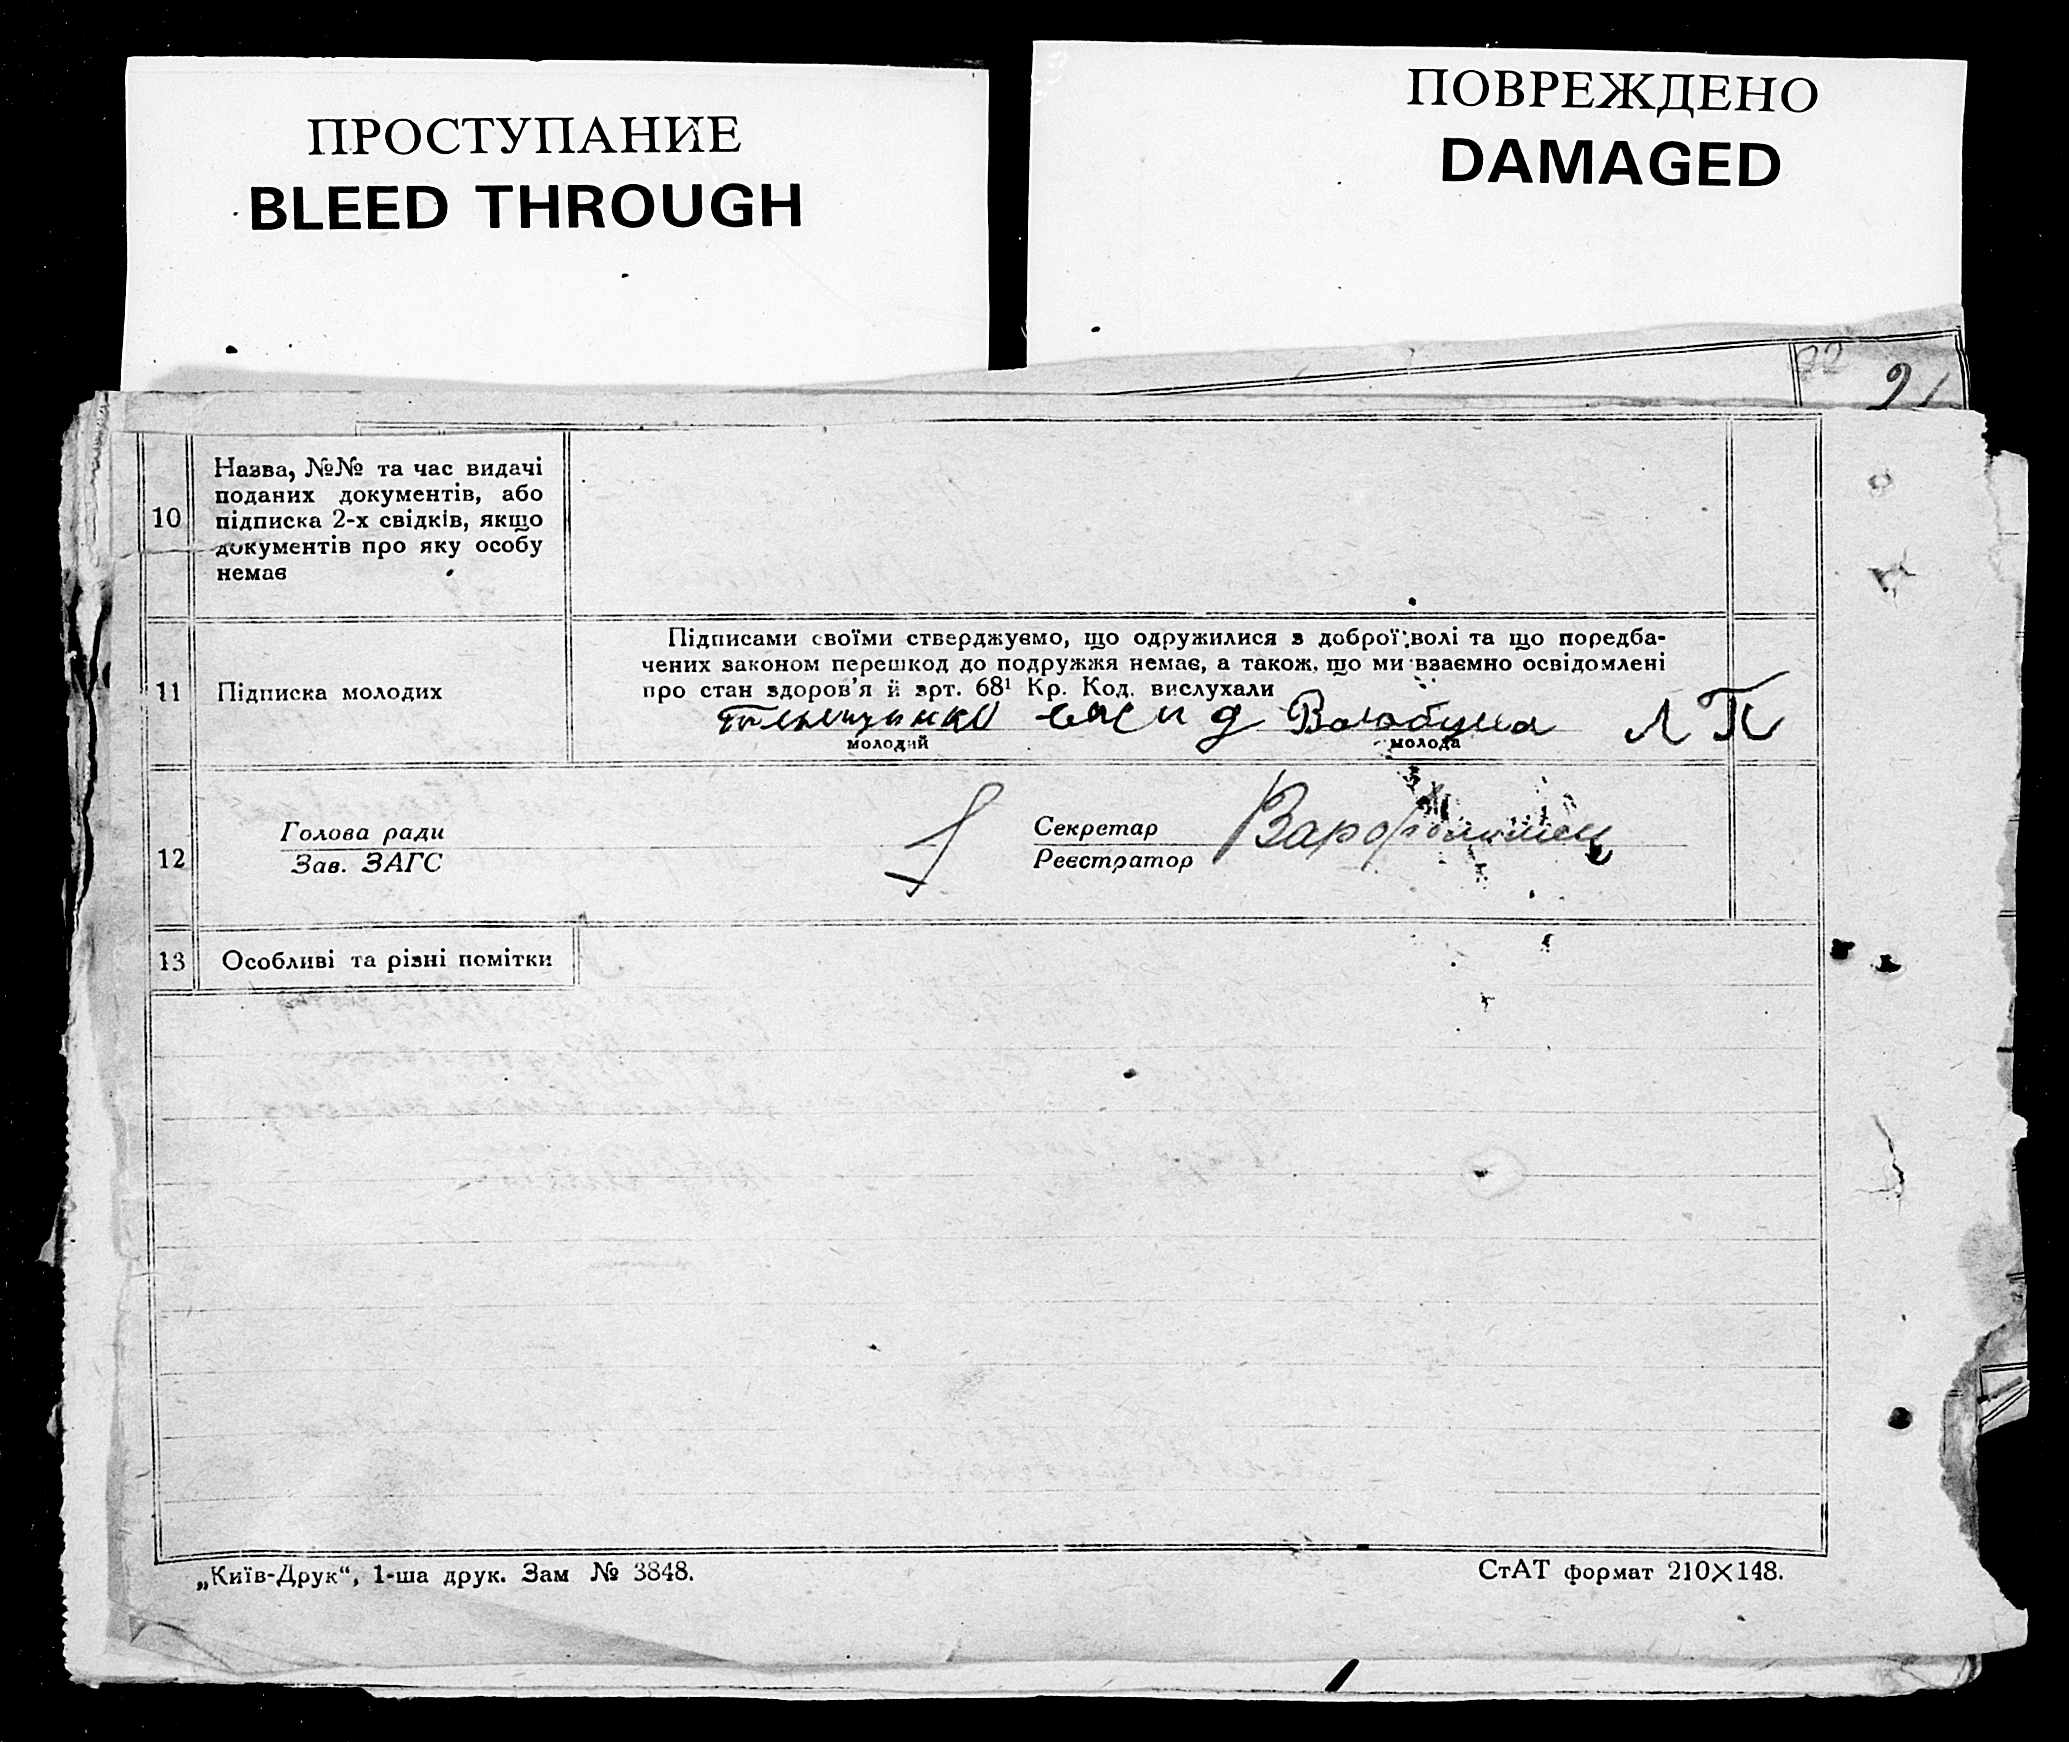 ПРОСТУПАНИЕ
BLEED THROUGH
ПОВРЕЖДЕНО
DAMAGED
92
21
10
Назва, №№ та час видачі
поданих документів, або
підписка 2-х свідків, якщо
документів про яку особу
немає
11
Підписка молодих
Підписами своїми стверджуємо, що одружилися з доброї волі та що поредба-
чених законом перешкод до подружжя немає, а також, що ми взаємно освідомлені
про стан здоров'я й арт. 68¹ Кр. Код. вислухали
Л П
молодий
молода
12
Голова ради
Зав. ЗАГС
Секретар
Реєстратор
13
Особливі та різні помітки
„Київ-Друк“, 1-ша друк. Зам № 3848.
СтАТ формат 210×148.